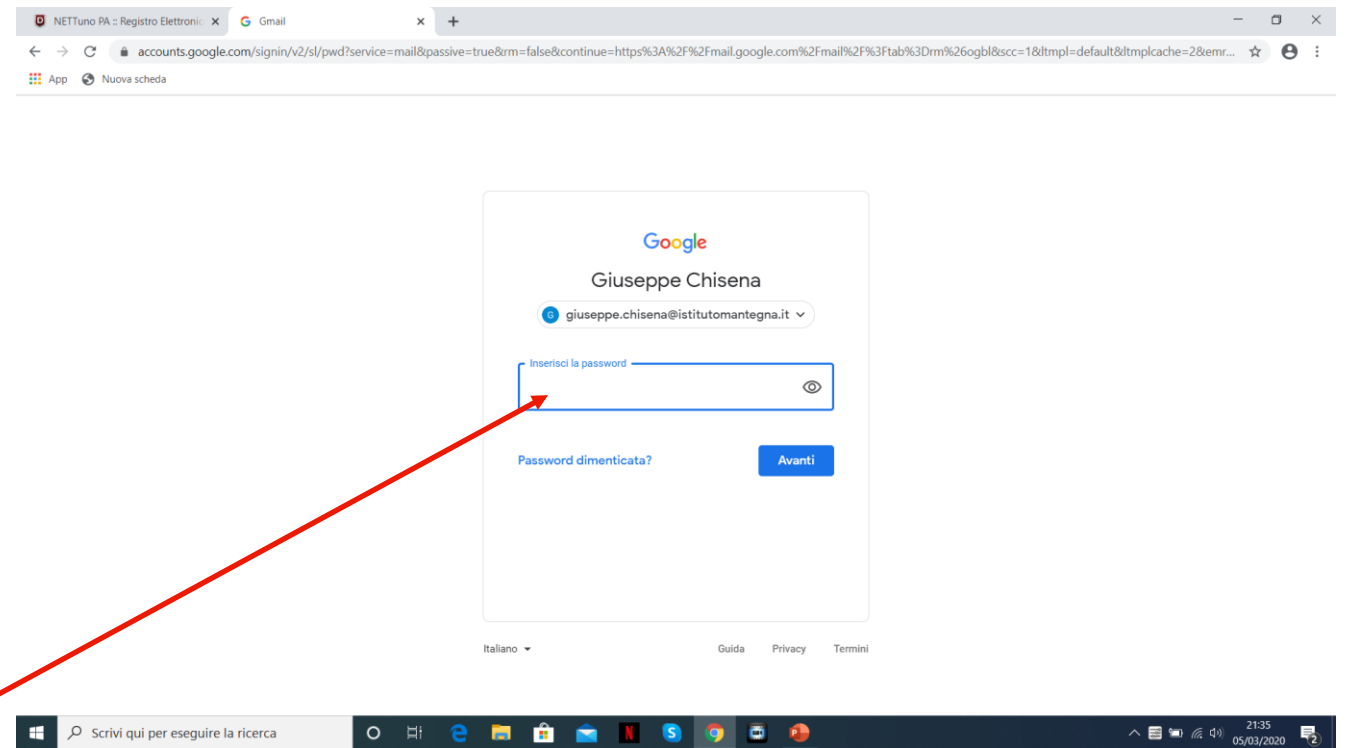 NETTuno PA :: Registro Elettronic
Gmail
accounts.google.com/signin/v2/sl/pwd?service=mail&passive=true&rm=false&continue=https%3A%2F%2Fmail.google.com%2Fmail%2F%3Ftab%3Drm%26ogbl&scc=1&ltmpl=default&ltmplcache=2&emr...
App Nuova scheda
Google
Giuseppe Chisena
G giuseppe.chisena@istitutomantegna.it
Inserisci la password
Password dimenticata? Avanti
Italiano Guida Privacy Termini
Scrivi qui per eseguire la ricerca
21:35
05/03/2020
2